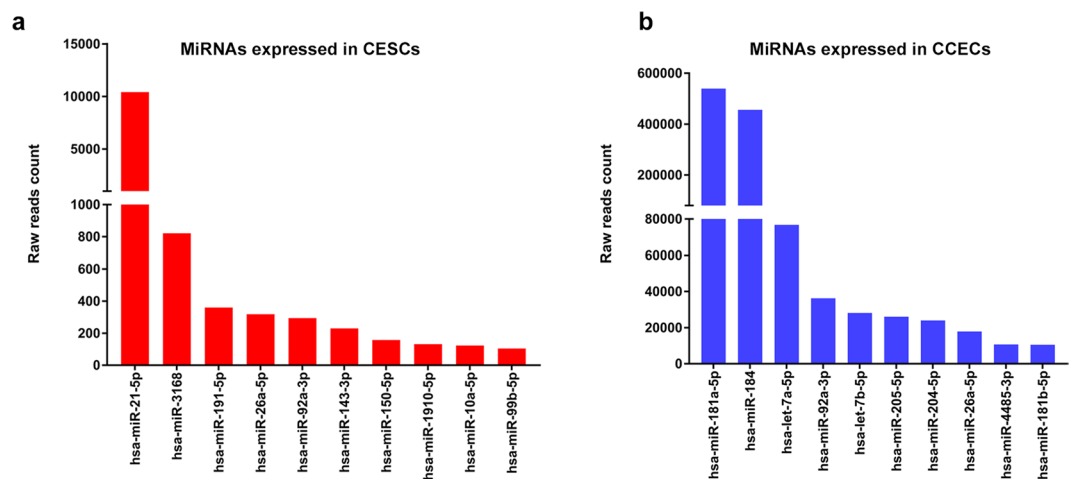 a
MiRNAs expressed in CESCs
Raw reads count
15000
10000
5000
1000
800
600
400
200
0
hsa-miR-21-5p
hsa-miR-3168
hsa-miR-191-5p
hsa-miR-26a-5p
hsa-miR-92a-3p
hsa-miR-143-3p
hsa-miR-150-5p
hsa-miR-1910-5p
hsa-miR-10a-5p
hsa-miR-99b-5p
b
MiRNAs expressed in CCECs
Raw reads count
600000
400000
200000
80000
60000
40000
20000
0
hsa-miR-181a-5p
hsa-miR-184
hsa-let-7a-5p
hsa-miR-92a-3p
hsa-let-7b-5p
hsa-miR-205-5p
hsa-miR-204-5p
hsa-miR-26a-5p
hsa-miR-4485-3p
hsa-miR-181b-5p